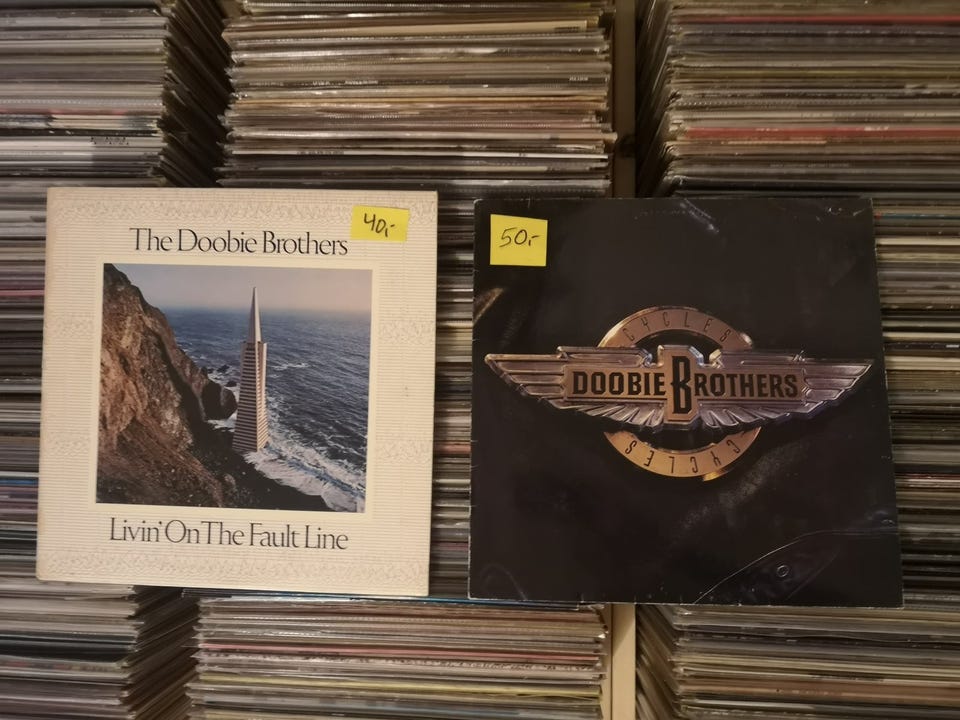 40,-
The Doobie Brothers
Livin' On The Fault Line
50,-
CYCLES
DOOBIE BROTHERS
CYCLES